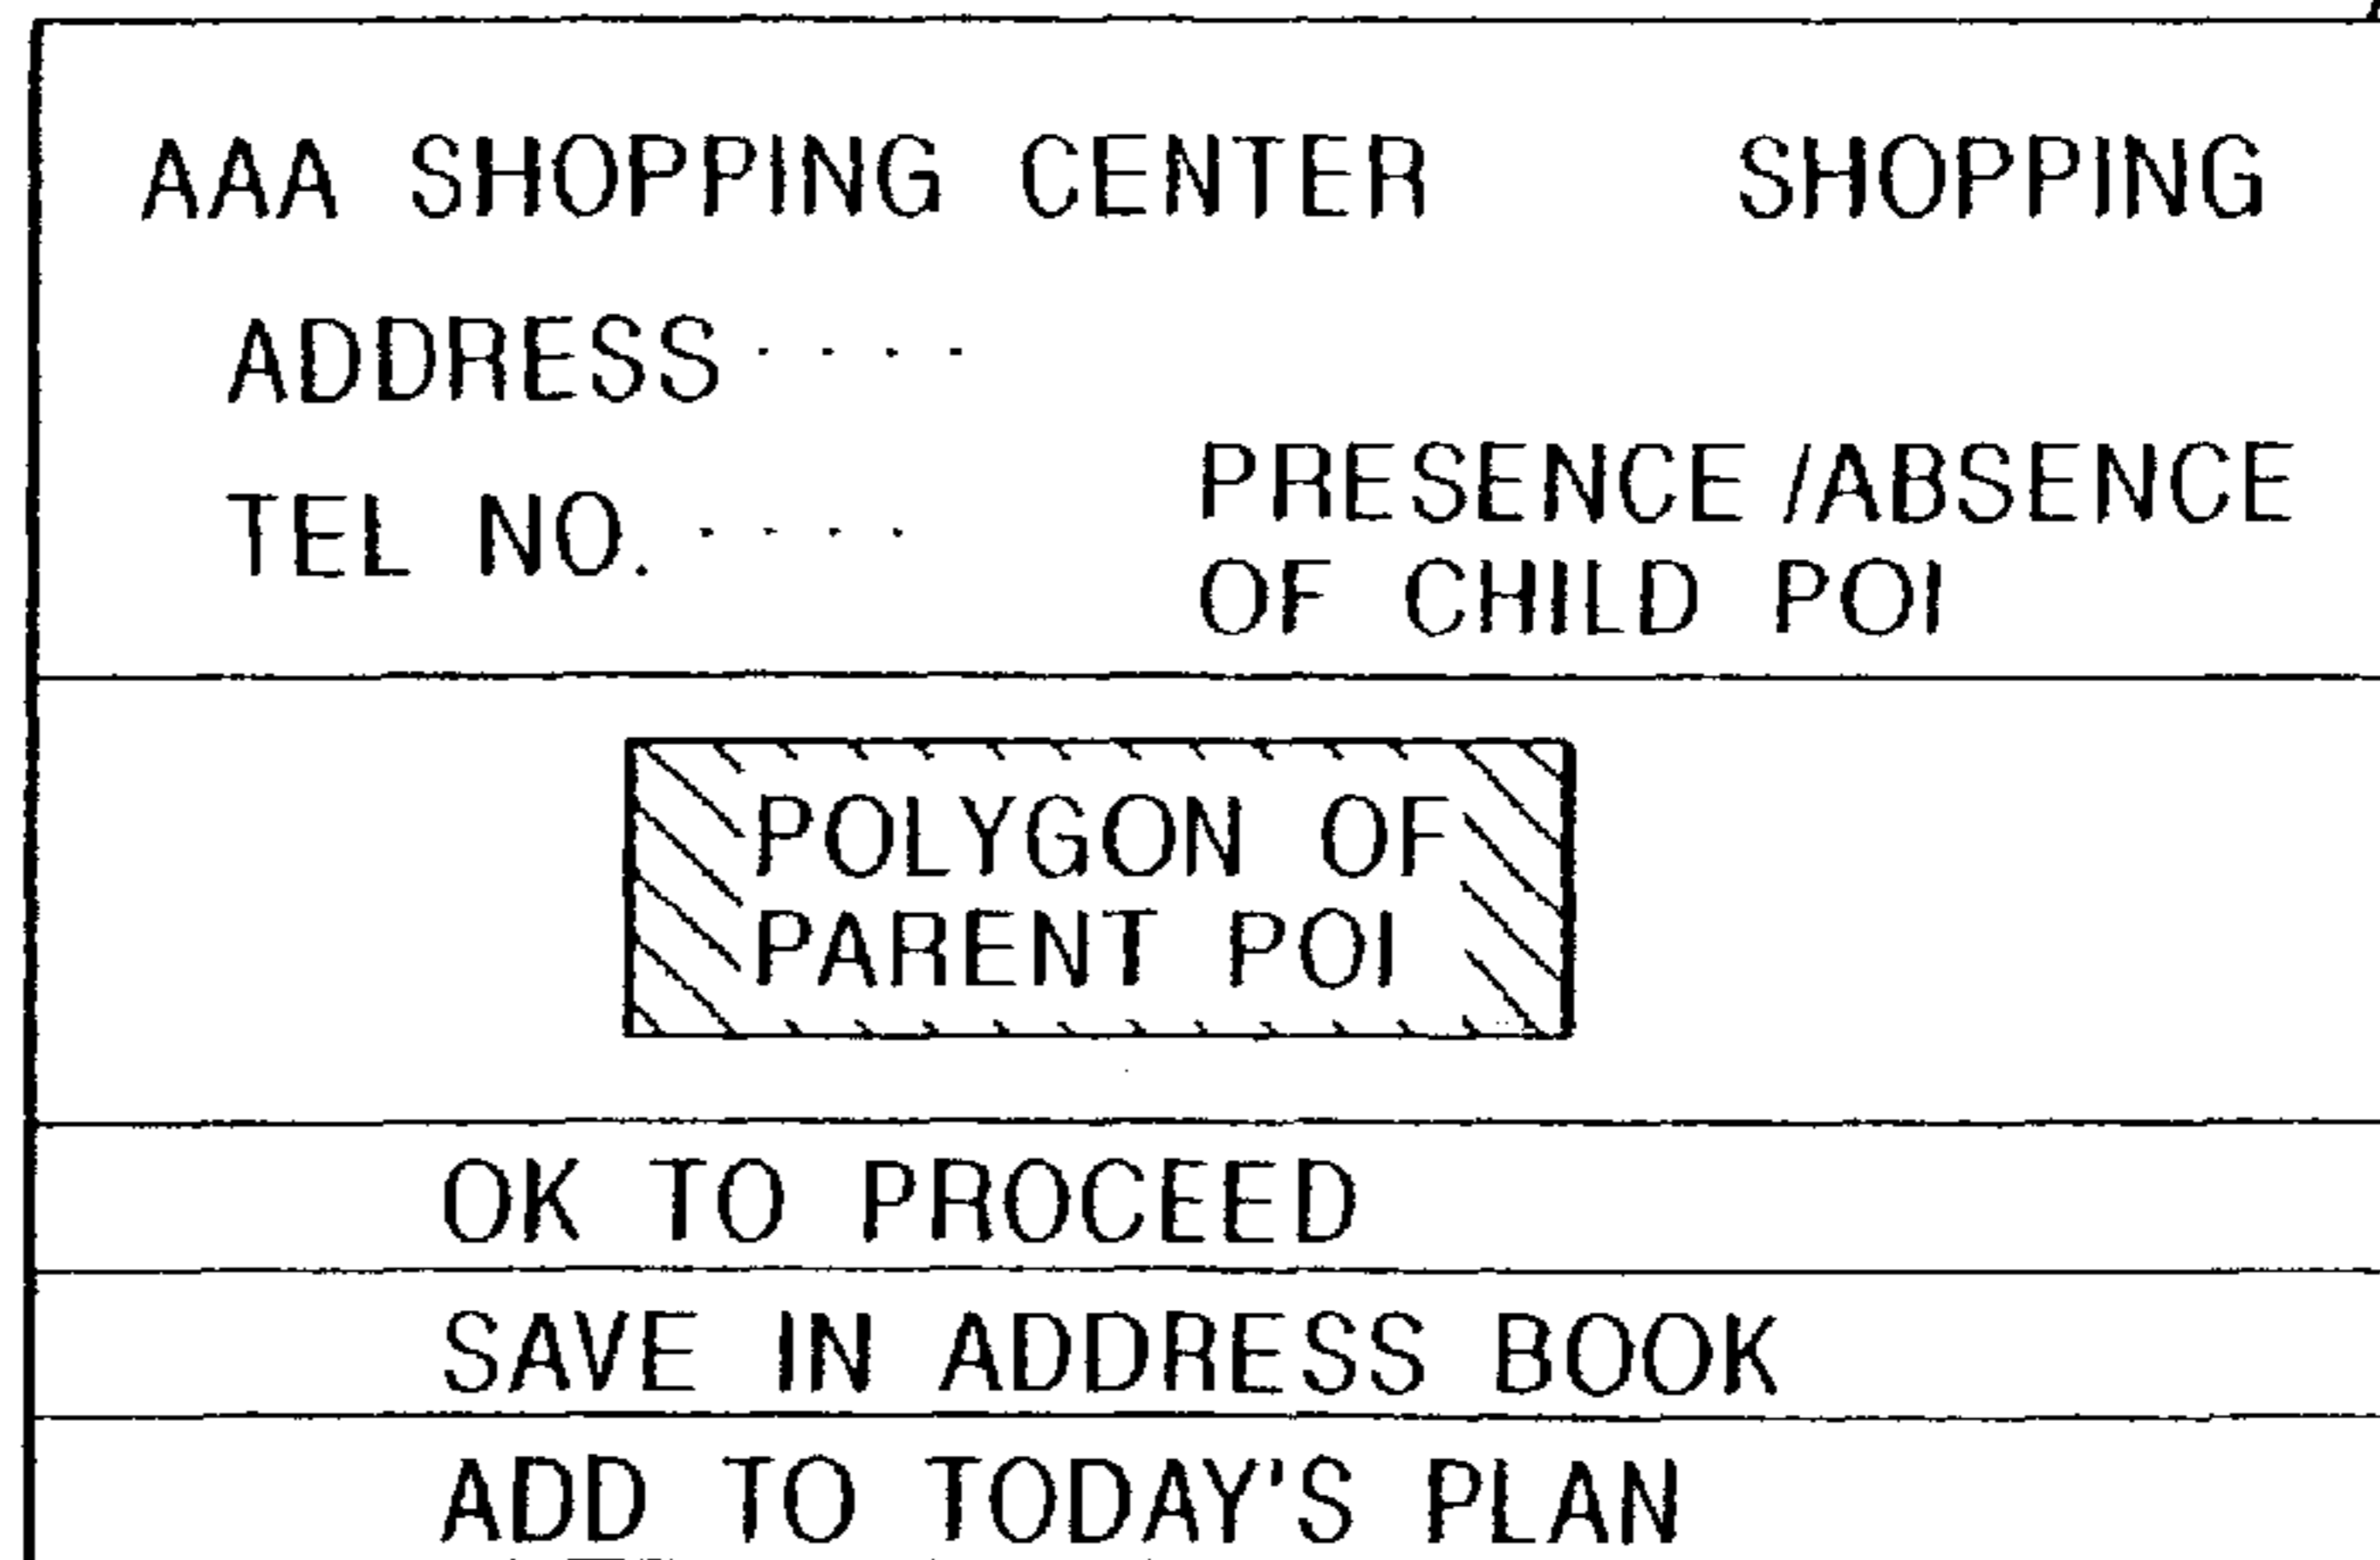 AAA SHOPPING CENTER SHOPPING
ADDRESS ····
TEL NO. ····
PRESENCE /ABSENCE
OF CHILD POI
POLYGON OF
PARENT POI
OK TO PROCEED
SAVE IN ADDRESS BOOK
ADD TO TODAY'S PLAN